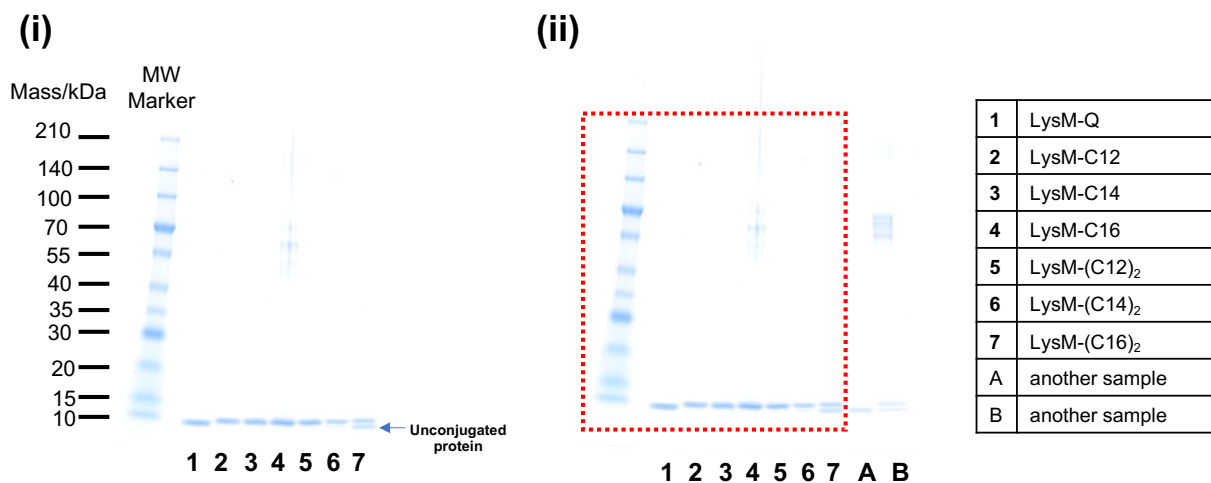 (i)
(ii)
Mass/kDa
MW
Marker
210
140
100
70
55
40
35
30
20
15
10
Unconjugated
protein
1 2 3 4 5 6 7
1 2 3 4 5 6 7 A B
1 LysM-Q
2 LysM-C12
3 LysM-C14
4 LysM-C16
5 LysM-(C12)₂
6 LysM-(C14)₂
7 LysM-(C16)₂
A another sample
B another sample